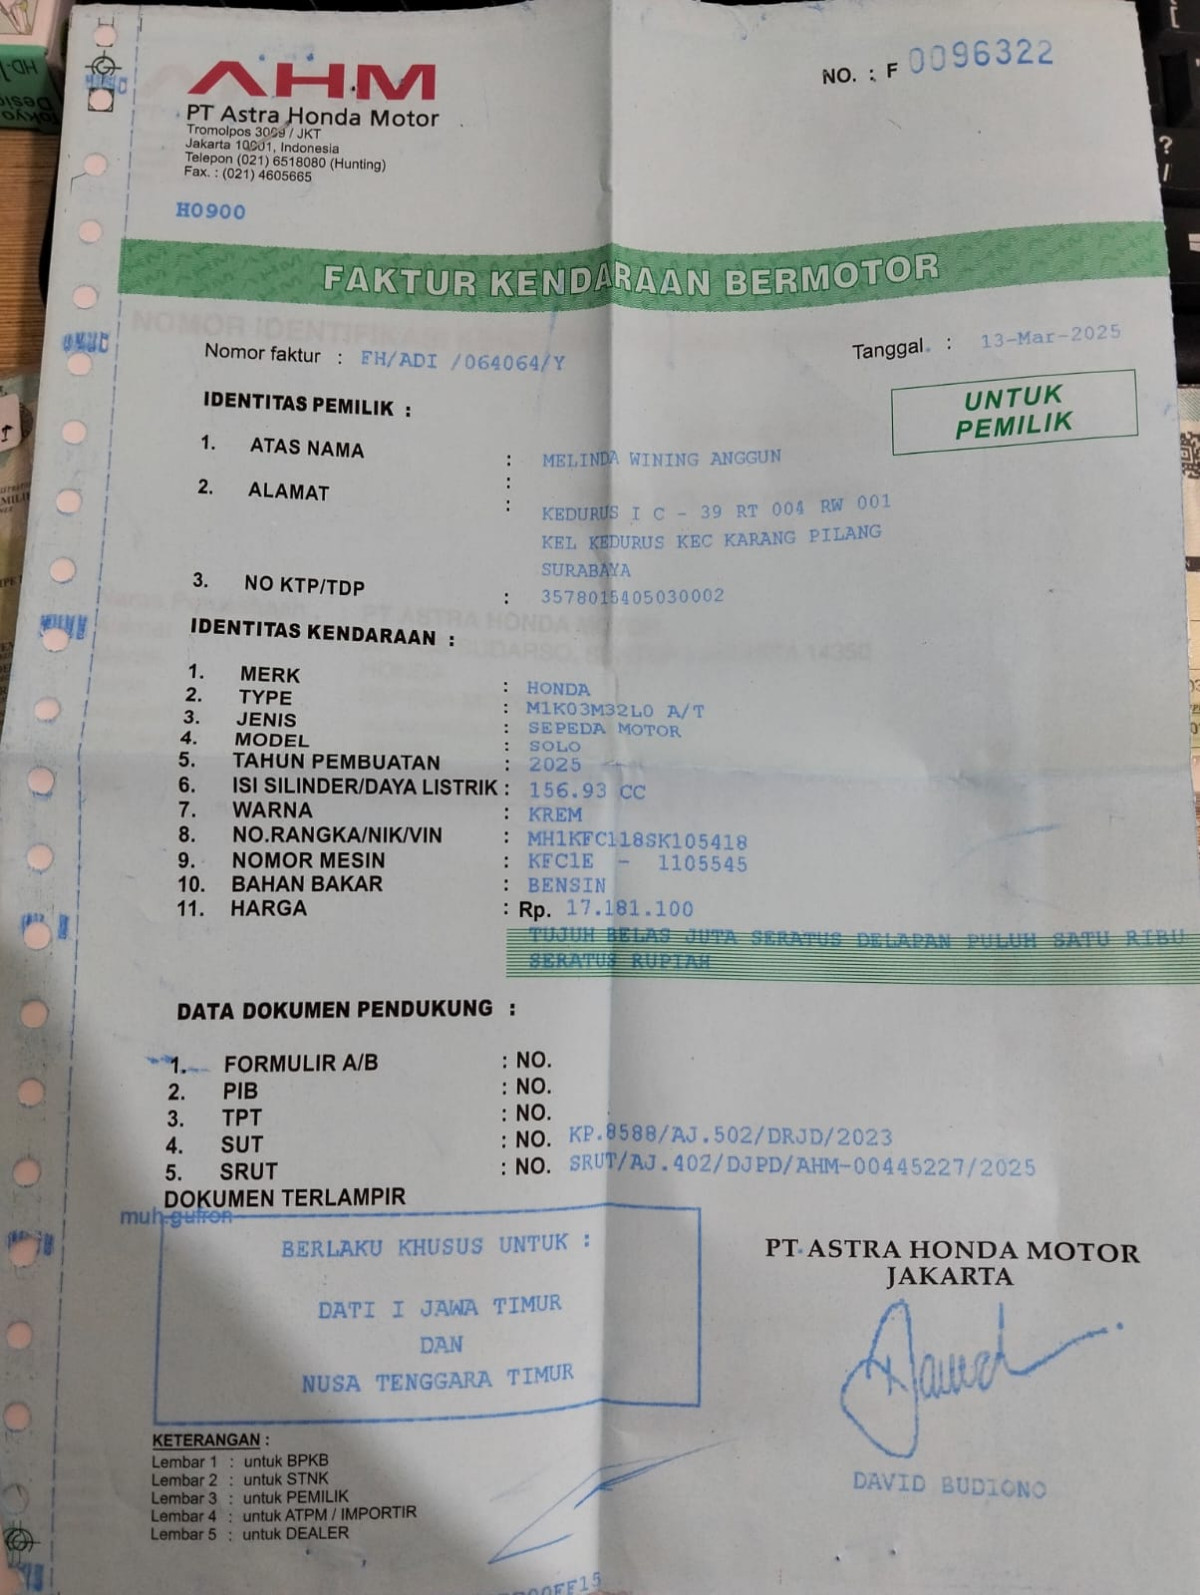 AHM
NO. : F 0096322
PT Astra Honda Motor
Tromolpos 3009 / JKT
Jakarta 10001, Indonesia
Telepon (021) 6518080 (Hunting)
Fax. : (021) 4605665
H0900
FAKTUR KENDARAAN BERMOTOR
Nomor faktur : FH/ADI /064064/Y
Tanggal. : 13-Mar-2025
UNTUK
PEMILIK
IDENTITAS PEMILIK :
1. ATAS NAMA : MELINDA WINING ANGGUN
2. ALAMAT : : KEDURUS I C - 39 RT 004 RW 001
KEL KEDURUS KEC KARANG PILANG
SURABAYA
3. NO KTP/TDP : 3578015405030002
IDENTITAS KENDARAAN :
1. MERK : HONDA
2. TYPE : M1K03M32L0 A/T
3. JENIS : SEPEDA MOTOR
4. MODEL : SOLO
5. TAHUN PEMBUATAN : 2025
6. ISI SILINDER/DAYA LISTRIK : 156.93 CC
7. WARNA : KREM
8. NO.RANGKA/NIK/VIN : MH1KFC118SK105418
9. NOMOR MESIN : KFC1E - 1105545
10. BAHAN BAKAR : BENSIN
11. HARGA : Rp. 17.181.100
TUJUH BELAS JUTA SERATUS DELAPAN PULUH SATU RIBU
SERATUS RUPIAH
DATA DOKUMEN PENDUKUNG :
1. FORMULIR A/B : NO.
2. PIB : NO.
3. TPT : NO.
4. SUT : NO. KP.8588/AJ.502/DRJD/2023
5. SRUT : NO. SRUT/AJ.402/DJPD/AHM-00445227/2025
DOKUMEN TERLAMPIR
muh.gufron
BERLAKU KHUSUS UNTUK :
DATI I JAWA TIMUR
DAN
NUSA TENGGARA TIMUR
PT. ASTRA HONDA MOTOR
JAKARTA
DAVID BUDIONO
KETERANGAN :
Lembar 1 : untuk BPKB
Lembar 2 : untuk STNK
Lembar 3 : untuk PEMILIK
Lembar 4 : untuk ATPM / IMPORTIR
Lembar 5 : untuk DEALER